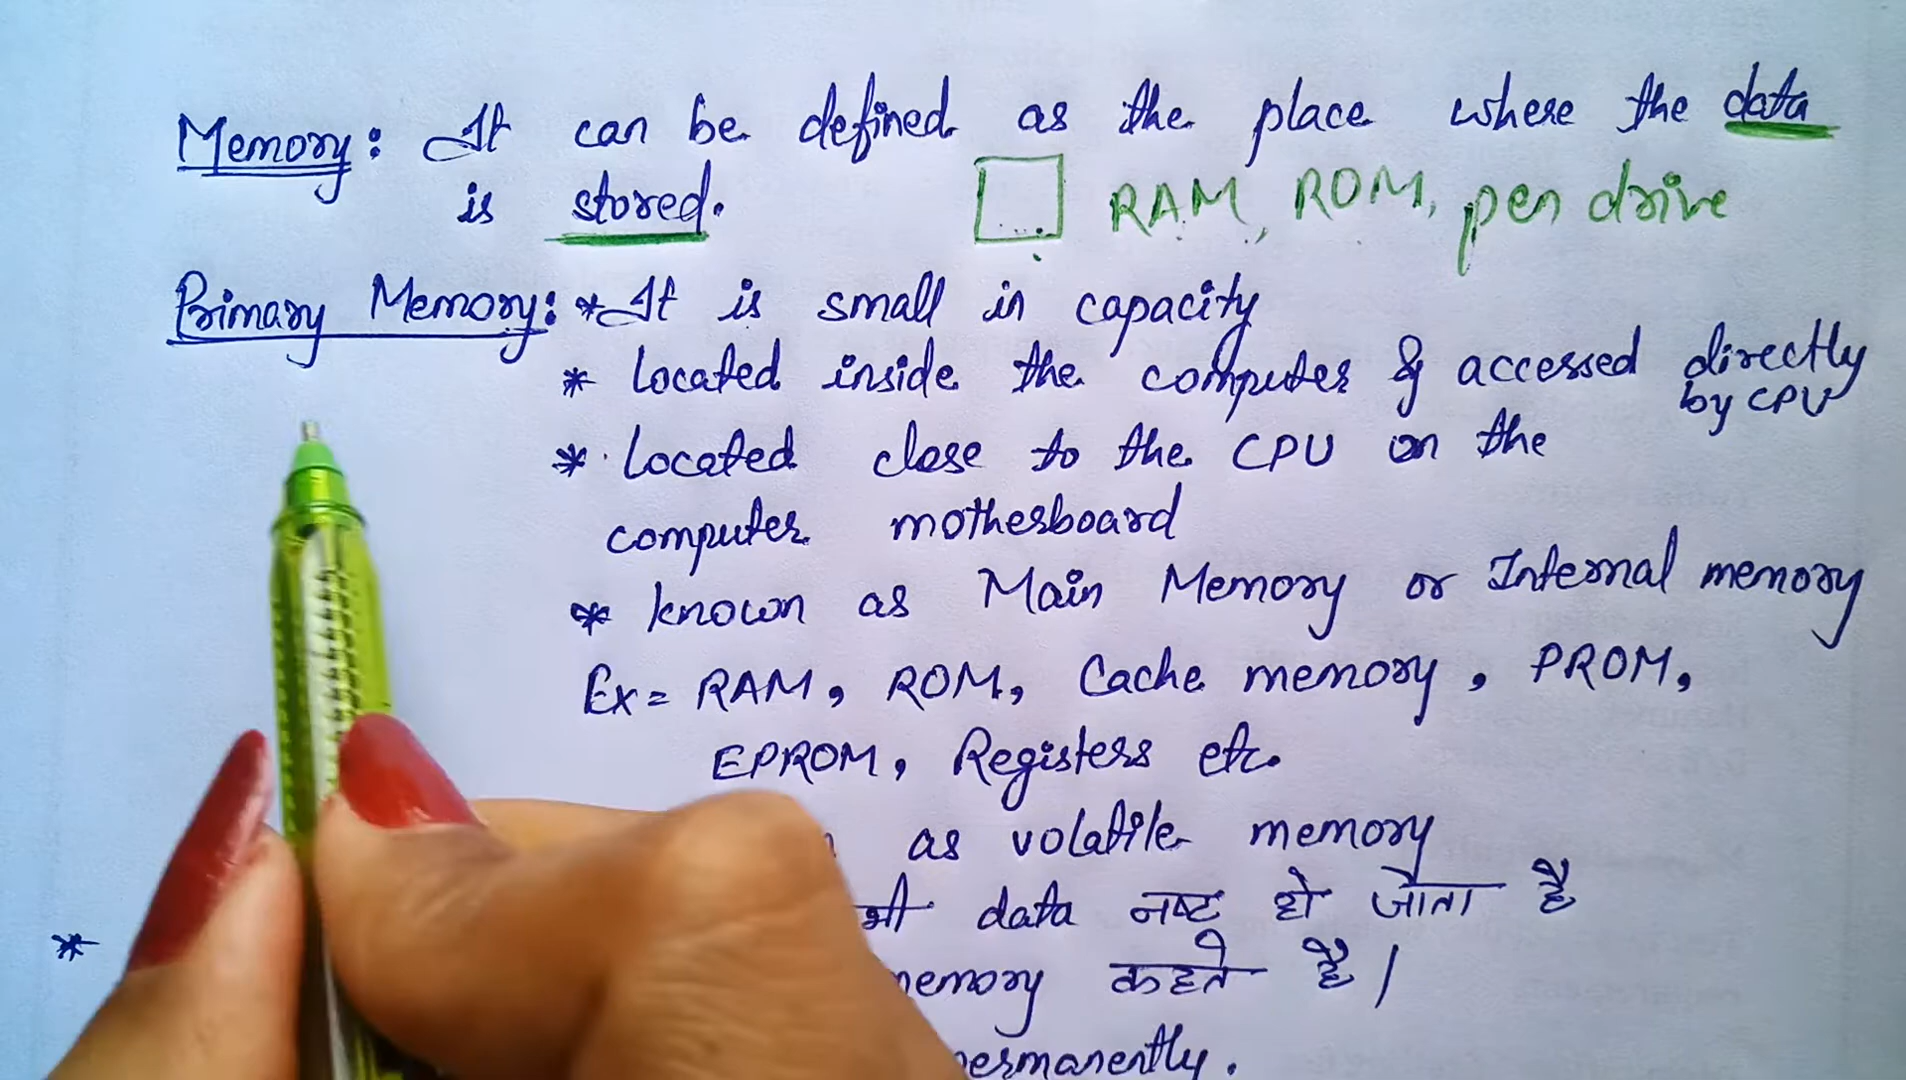 Memory: It can be defined as the place where the data
is stored. RAM, ROM, pen drive
Primary Memory: * It is small in capacity
* Located inside the computer & accessed directly
by CPU
* Located close to the CPU on the
computer motherboard
* known as Main Memory or Internal memory
Ex = RAM, ROM, Cache memory, PROM,
EPROM, Registers etc.
as volatile memory
data नष्ट हो जाता है
* memory कहते है।
permanently.